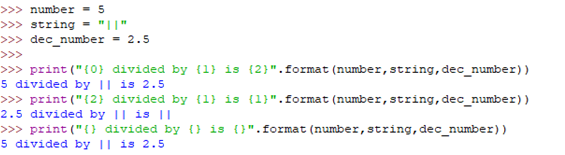 >>> number = 5
>>> string = "||"
>>> dec_number = 2.5
>>>
>>> print("{0} divided by {1} is {2}".format(number,string,dec_number))
5 divided by || is 2.5
>>> print("{2} divided by {1} is {1}".format(number,string,dec_number))
2.5 divided by || is ||
>>> print("{} divided by {} is {}".format(number,string,dec_number))
5 divided by || is 2.5